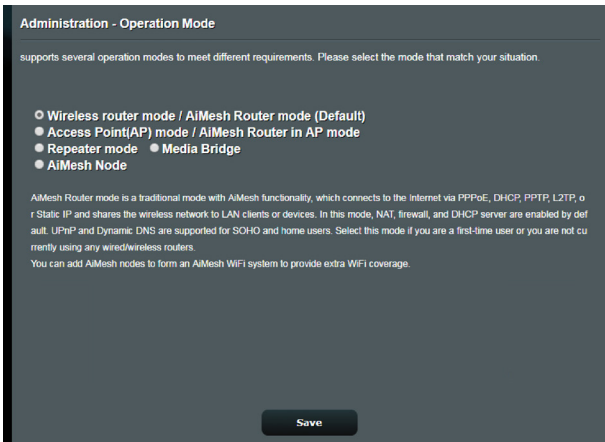 Administration - Operation Mode
supports several operation modes to meet different requirements. Please select the mode that match your situation.
Wireless router mode / AiMesh Router mode (Default)
Access Point(AP) mode / AiMesh Router in AP mode
Repeater mode Media Bridge
AiMesh Node
AiMesh Router mode is a traditional mode with AiMesh functionality, which connects to the Internet via PPPoE, DHCP, PPTP, L2TP, o
r Static IP and shares the wireless network to LAN clients or devices. In this mode, NAT, firewall, and DHCP server are enabled by def
ault. UPnP and Dynamic DNS are supported for SOHO and home users. Select this mode if you are a first-time user or you are not cu
rrently using any wired/wireless routers.
You can add AiMesh nodes to form an AiMesh WiFi system to provide extra WiFi coverage.
Save